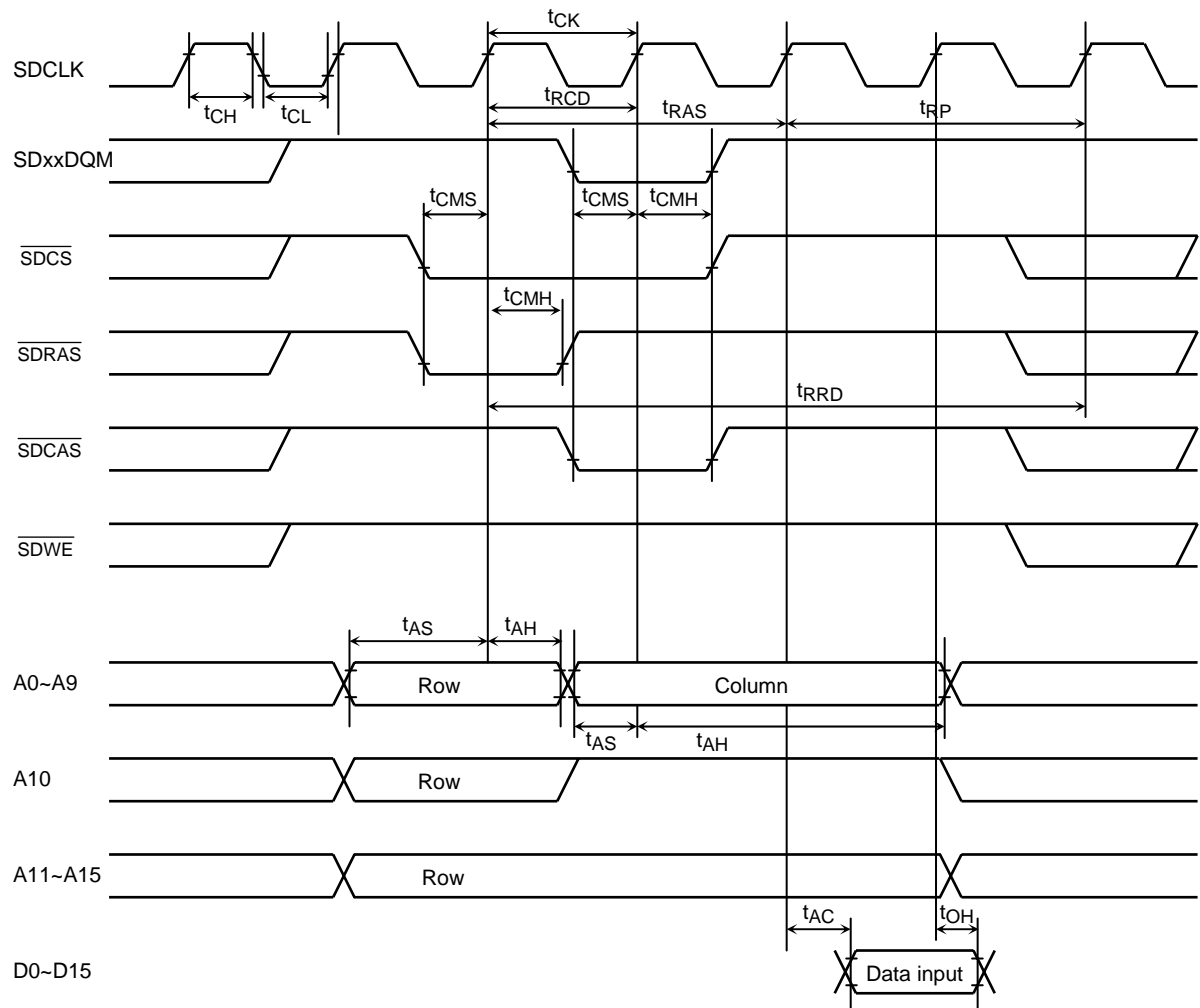 tCK
SDCLK
tCH tCL tRCD tRAS tRP
SDxxDQM
tCMS tCMS tCMH
SDCS
tCMH
SDRAS
tRRD
SDCAS
SDWE
tAS tAH
A0~A9 Row Column
tAS tAH
A10 Row
A11~A15 Row
tAC tOH
D0~D15 Data input